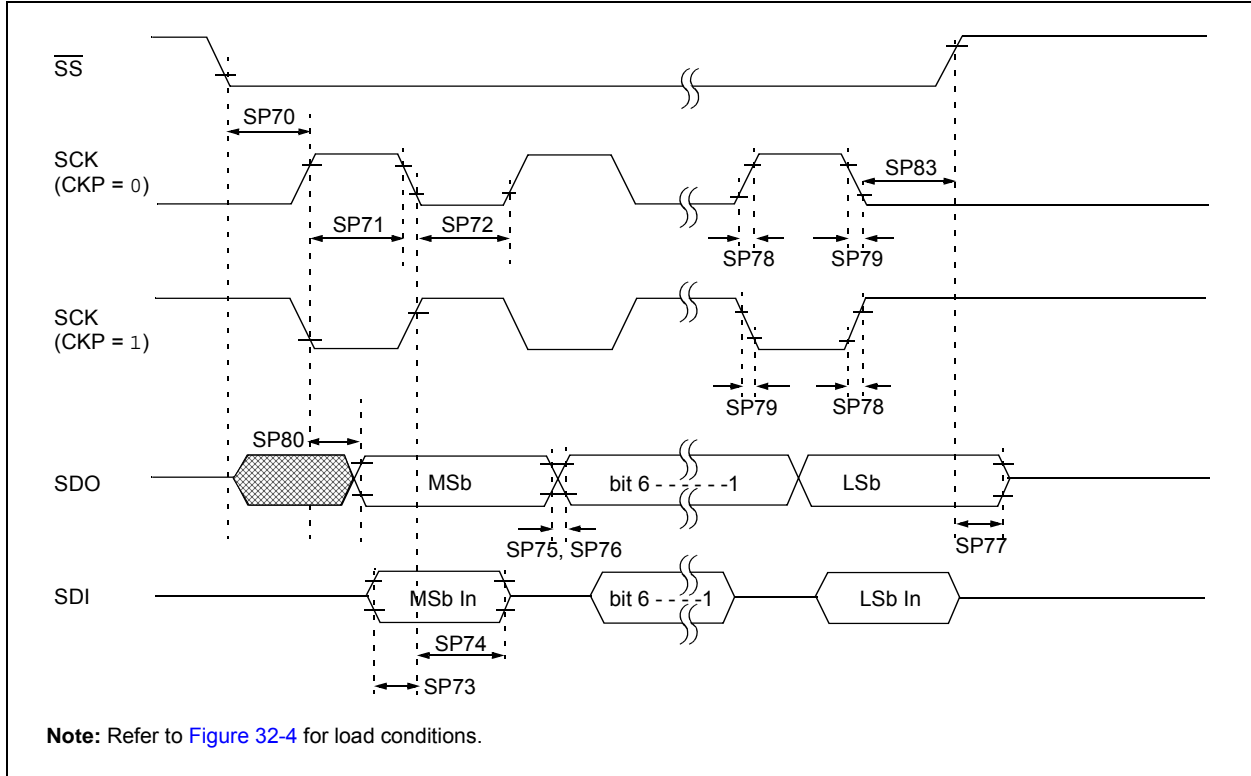 SS
SP70
SCK
(CKP = 0)
SP83
SP71
SP72
SP78
SP79
SCK
(CKP = 1)
SP79
SP78
SP80
SDO
MSb
bit 6 - - - - - - -1
LSb
SP75, SP76
SP77
SDI
MSb In
bit 6 - - - - -1
LSb In
SP74
SP73
Note: Refer to Figure 32-4 for load conditions.